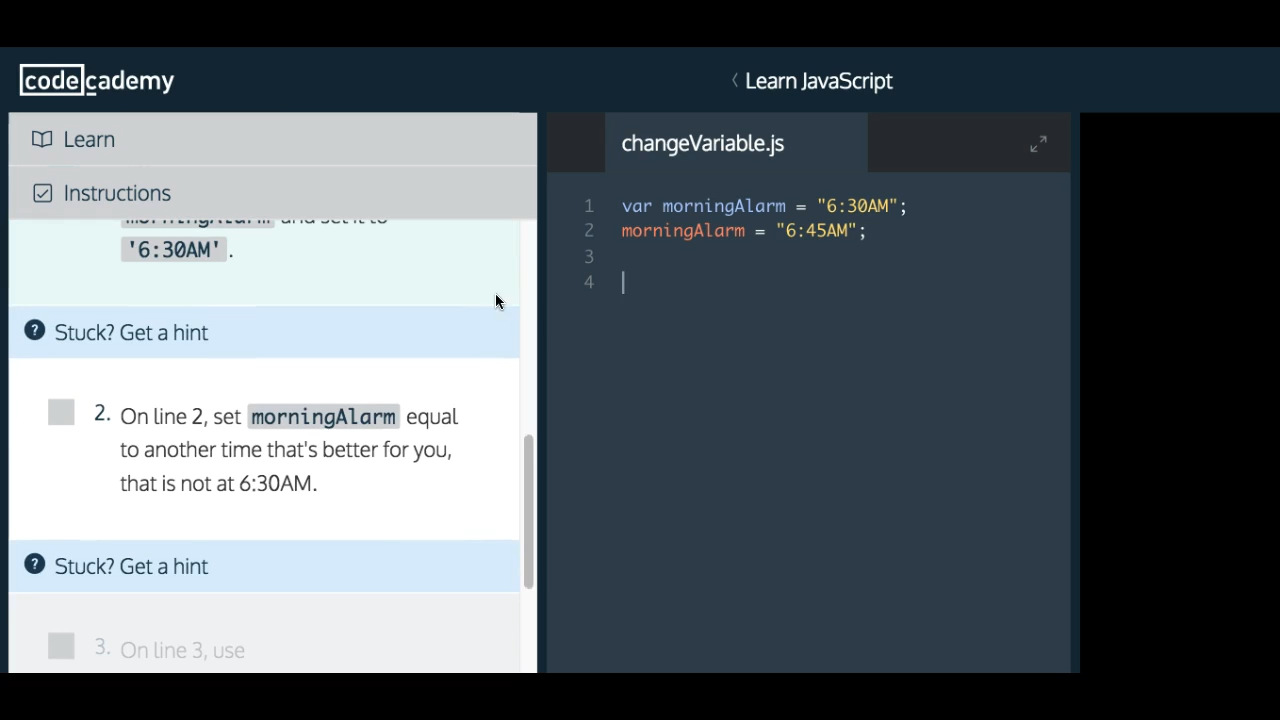 codecademy
Learn JavaScript
Learn
Instructions
morningAlarm and set it to
'6:30AM'.
? Stuck? Get a hint
2. On line 2, set morningAlarm equal
to another time that's better for you,
that is not at 6:30AM.
? Stuck? Get a hint
3. On line 3, use
changeVariable.js
1 var morningAlarm = "6:30AM";
2 morningAlarm = "6:45AM";
3
4